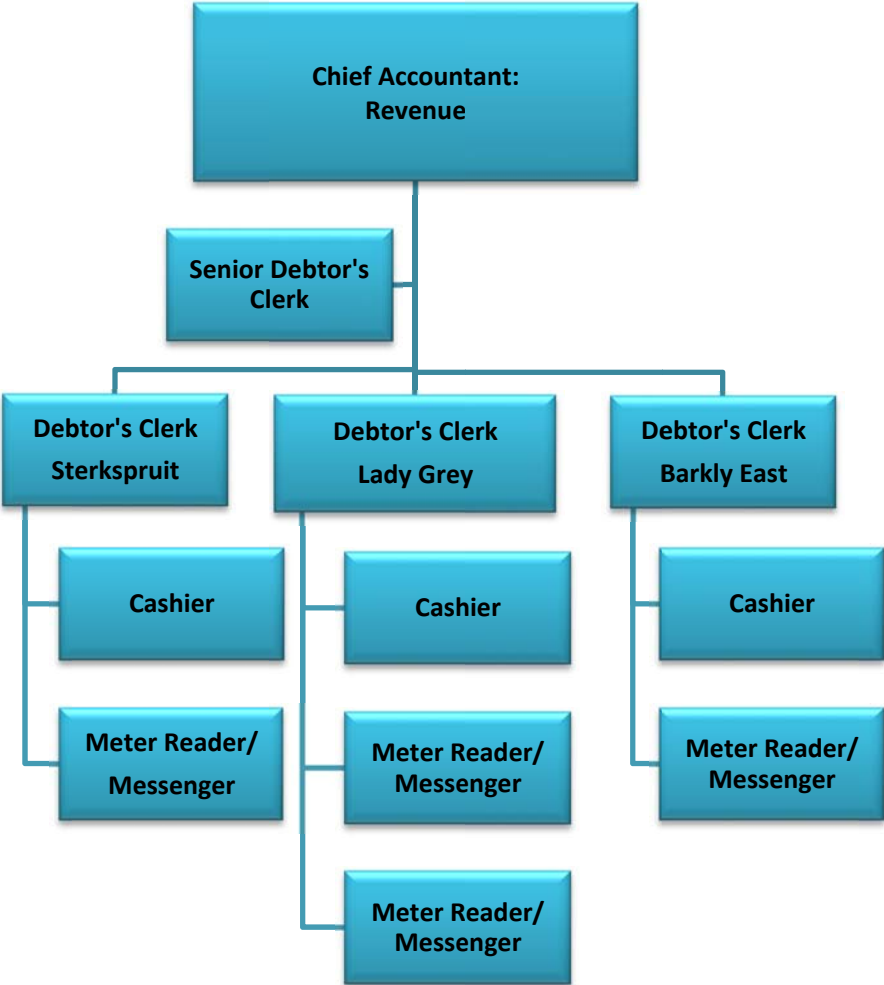 Chief Accountant:
Revenue
Senior Debtor's
Clerk
Debtor's Clerk
Sterkspruit
Debtor's Clerk
Lady Grey
Debtor's Clerk
Barkly East
Cashier
Cashier
Cashier
Meter Reader/
Messenger
Meter Reader/
Messenger
Meter Reader/
Messenger
Meter Reader/
Messenger